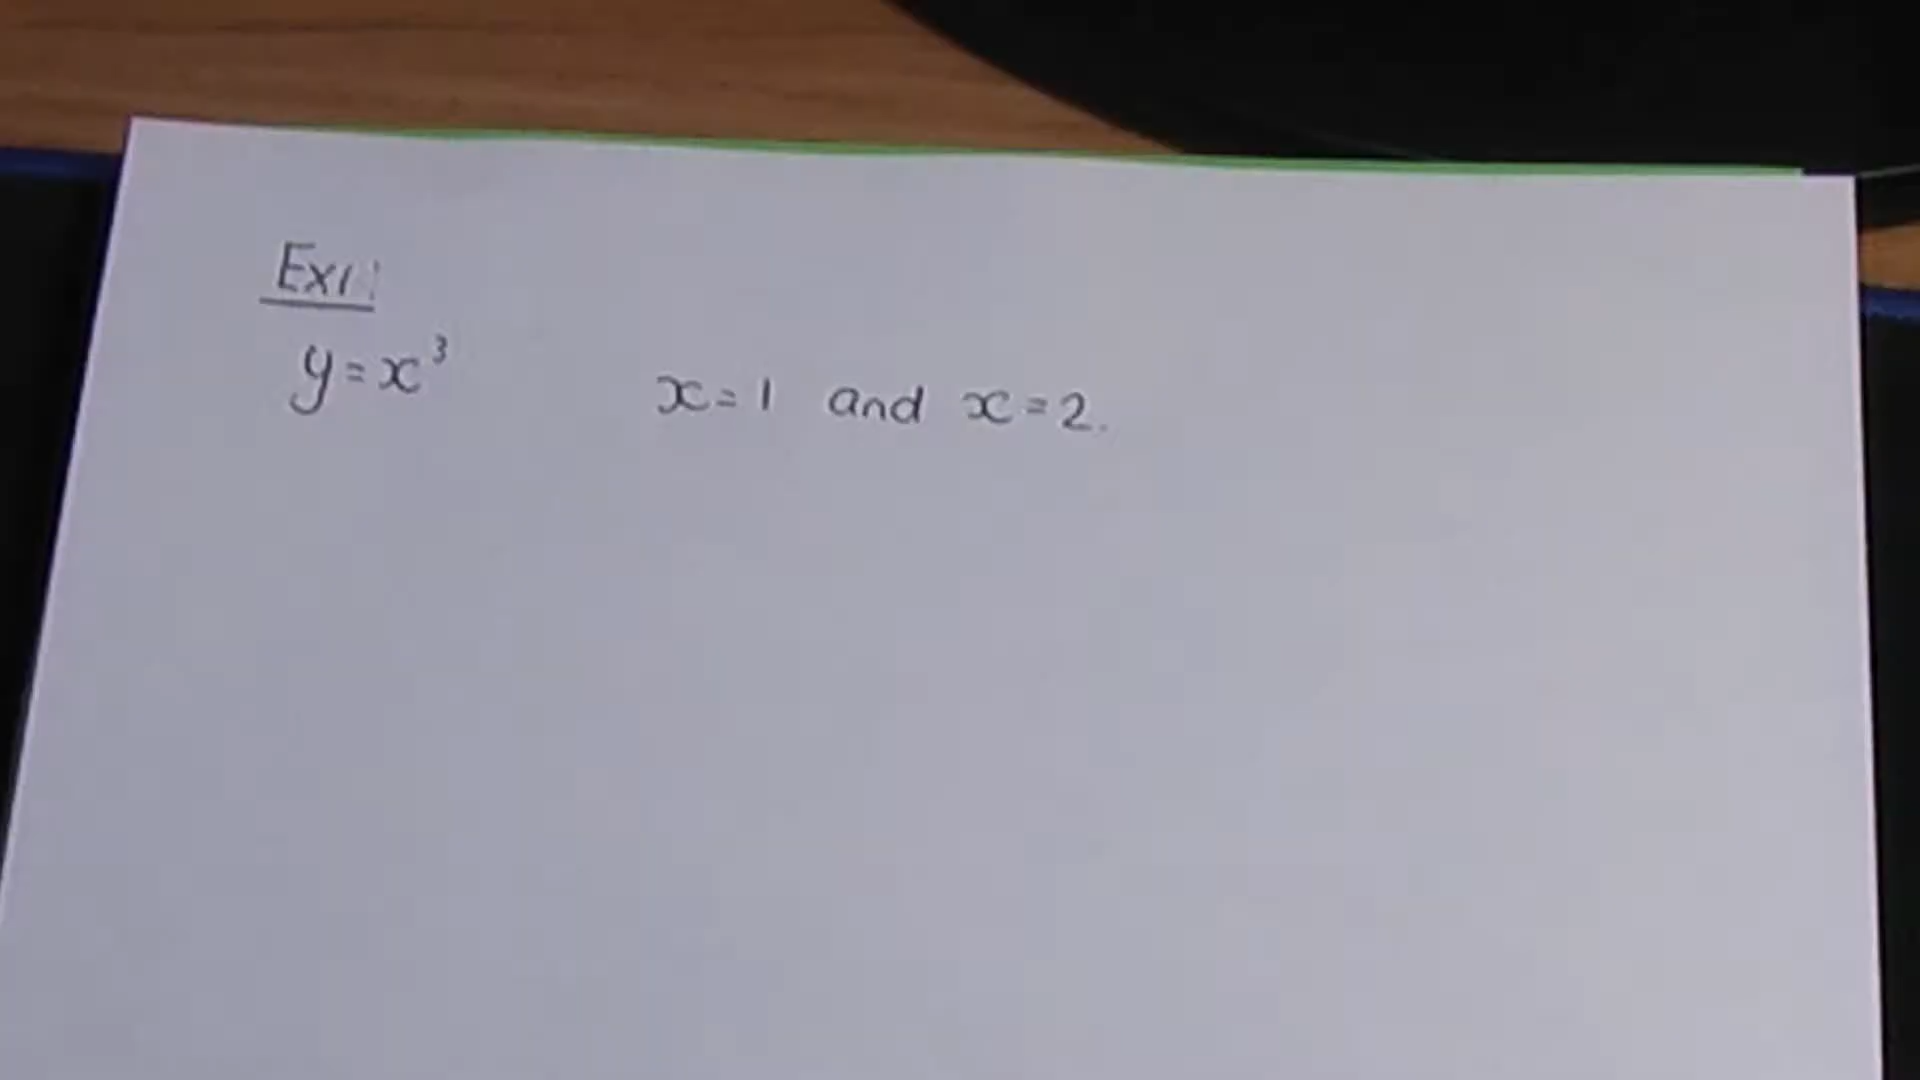 Ex1:
y=x³ x=1 and x=2.